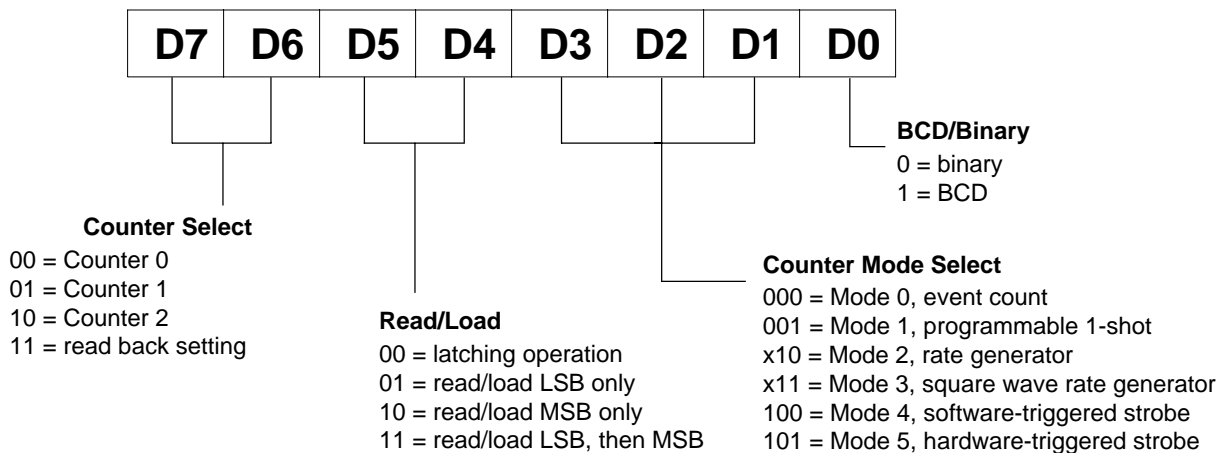 D7 D6 D5 D4 D3 D2 D1 D0
BCD/Binary
0 = binary
1 = BCD
Counter Select
00 = Counter 0
01 = Counter 1
10 = Counter 2
11 = read back setting
Read/Load
00 = latching operation
01 = read/load LSB only
10 = read/load MSB only
11 = read/load LSB, then MSB
Counter Mode Select
000 = Mode 0, event count
001 = Mode 1, programmable 1-shot
x10 = Mode 2, rate generator
x11 = Mode 3, square wave rate generator
100 = Mode 4, software-triggered strobe
101 = Mode 5, hardware-triggered strobe